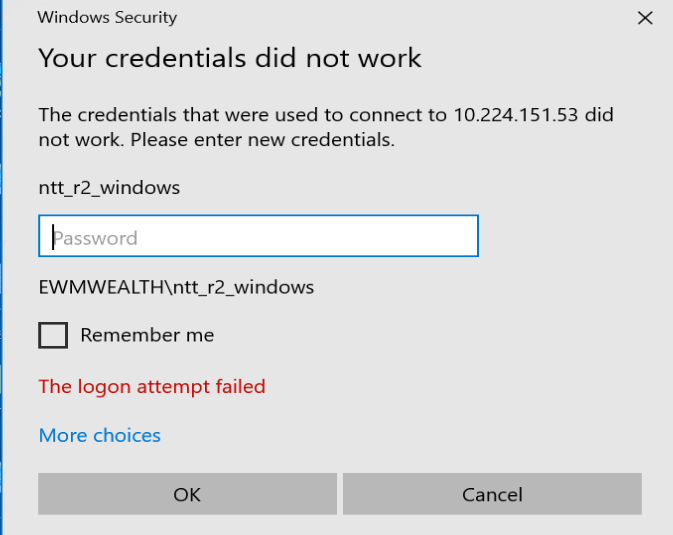 Windows Security
Your credentials did not work
The credentials that were used to connect to 10.224.151.53 did
not work. Please enter new credentials.
ntt_r2_windows
Password
EWMWEALTH\ntt_r2_windows
Remember me
The logon attempt failed
More choices
OK
Cancel